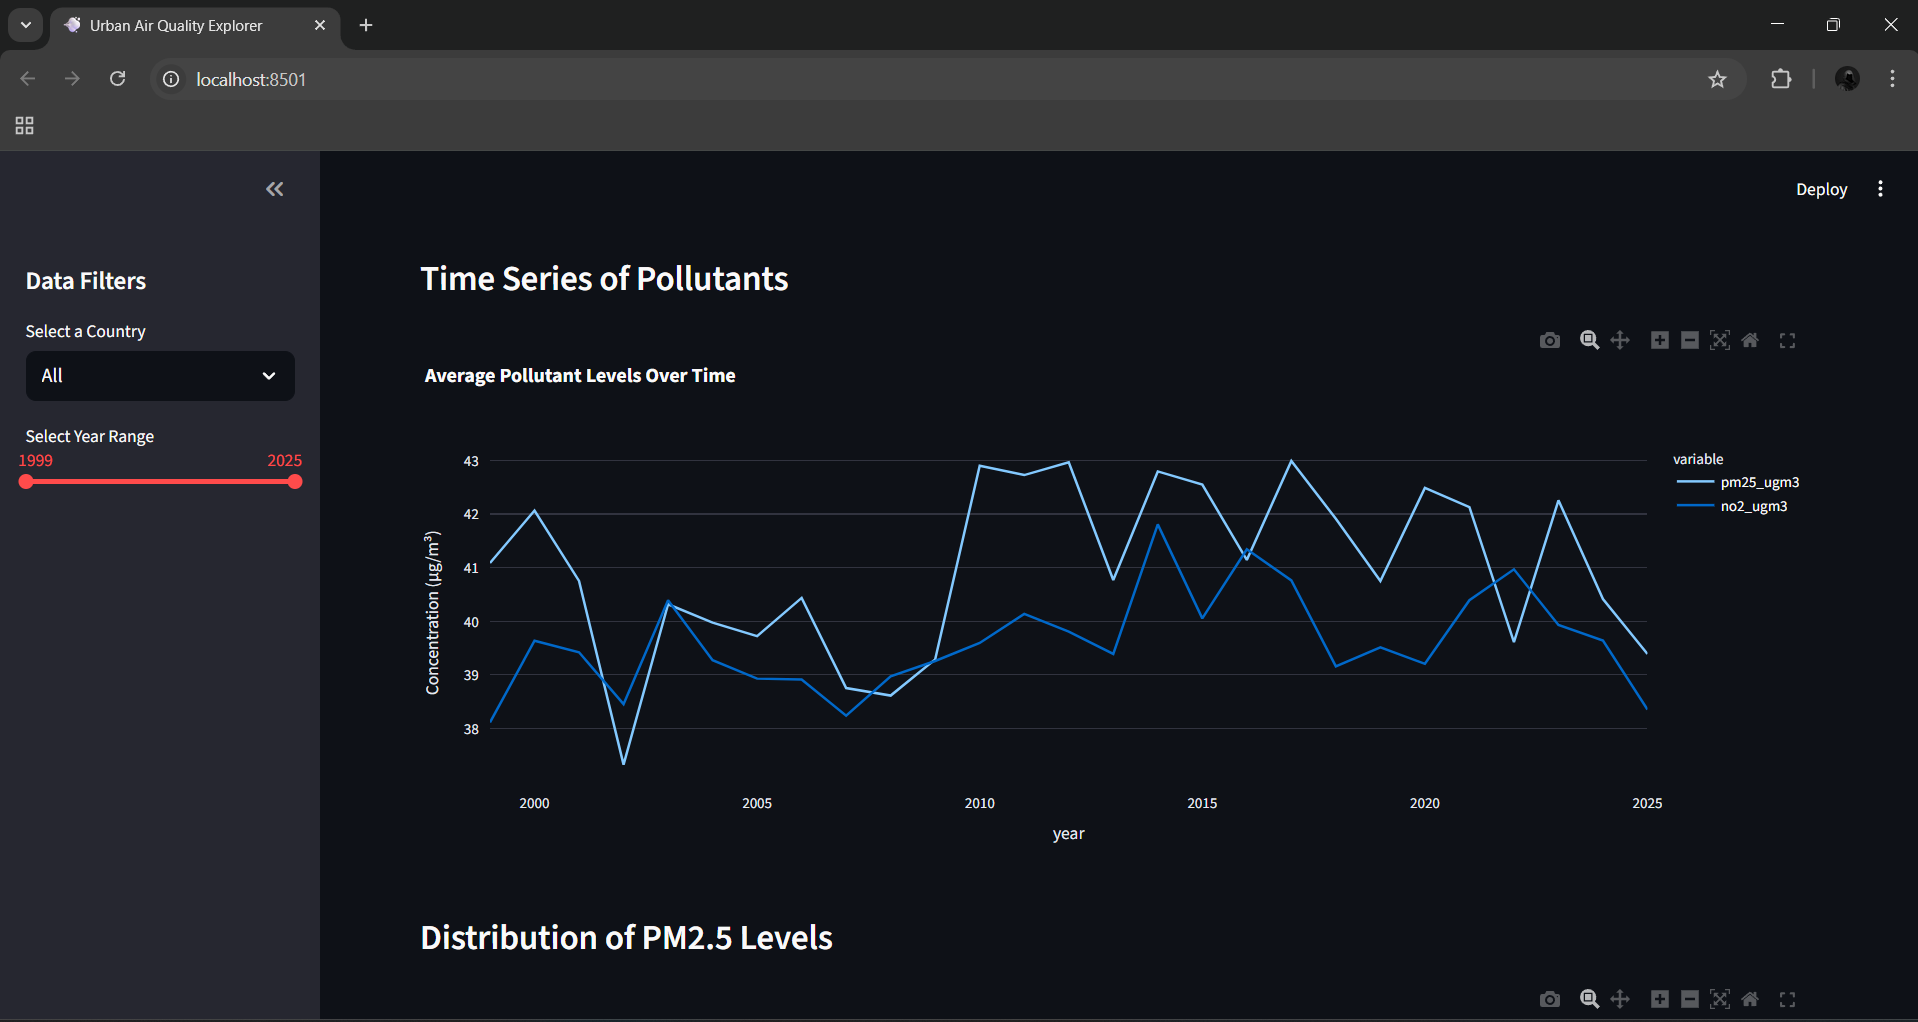 Urban Air Quality Explorer
localhost:8501
Deploy
Data Filters
Select a Country
All
Select Year Range
1999 2025
Time Series of Pollutants
Average Pollutant Levels Over Time
43
42
41
40
39
38
Concentration (µg/m³)
2000 2005 2010 2015 2020 2025
year
variable
pm25_ugm3
no2_ugm3
Distribution of PM2.5 Levels